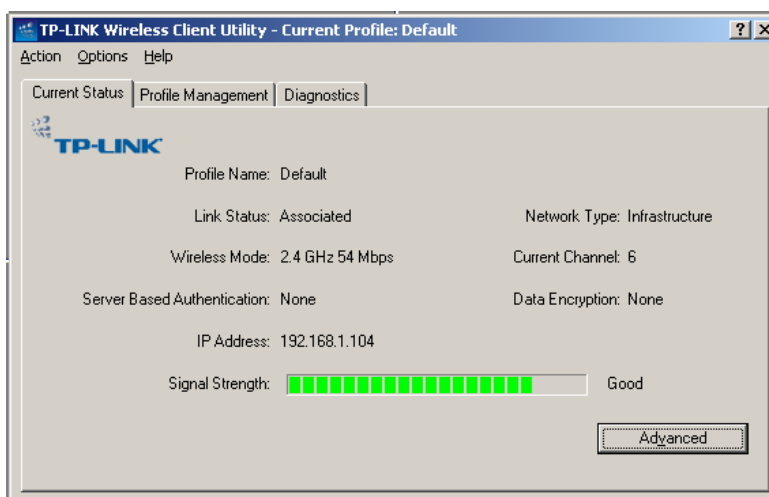 TP-LINK Wireless Client Utility - Current Profile: Default
Action Options Help
Current Status Profile Management Diagnostics
TP-LINK
Profile Name: Default
Link Status: Associated Network Type: Infrastructure
Wireless Mode: 2.4 GHz 54 Mbps Current Channel: 6
Server Based Authentication: None Data Encryption: None
IP Address: 192.168.1.104
Signal Strength: Good
Advanced